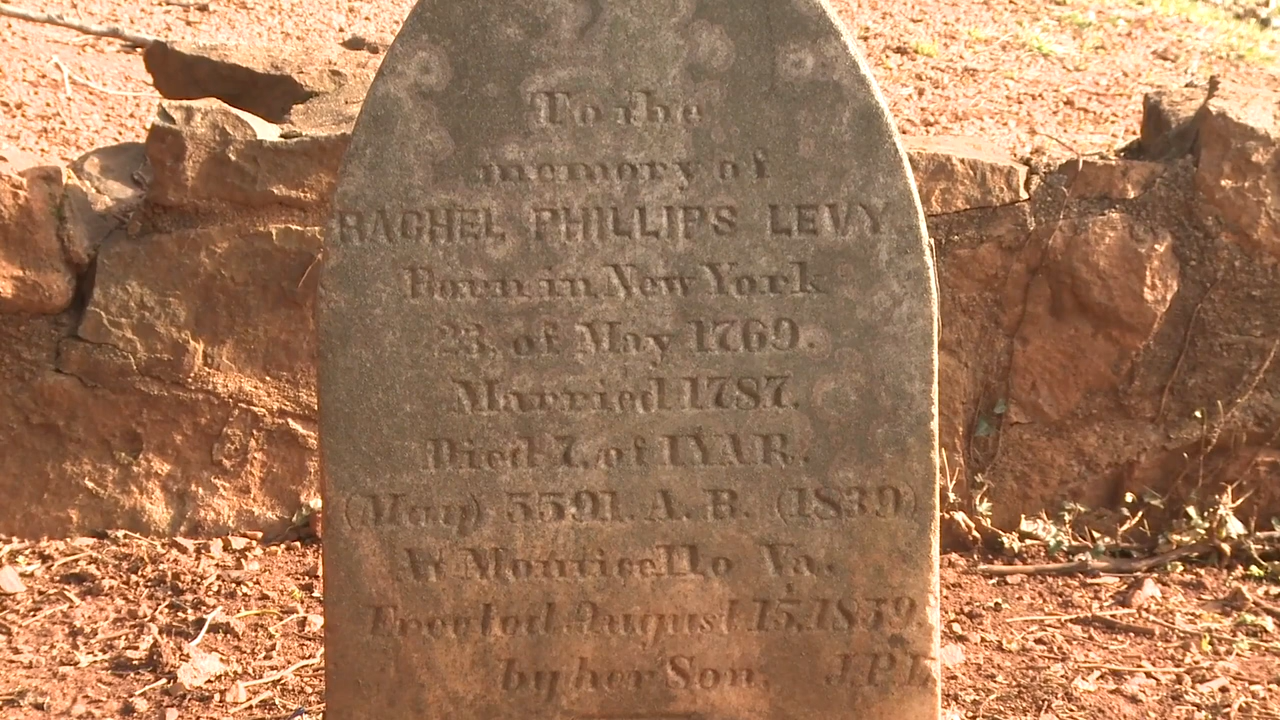 To the
memory of
RACHEL PHILLIPS LEVY
Born in New York
23, of May 1769.
Married 1787.
Died 7, of IYAR.
(May) 5591 A. B. (1839)
At Monticello Va.
Erected August 15, 1839.
by her Son, J.P.L